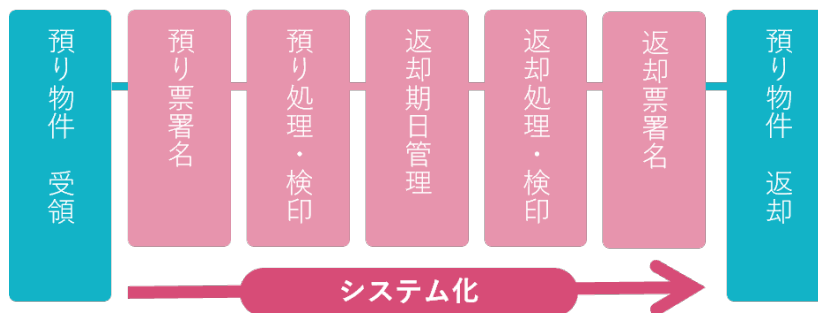 預り物件　受領
預り票署名
預り処理・検印
返却期日管理
返却処理・検印
返却票署名
預り物件　返却
システム化